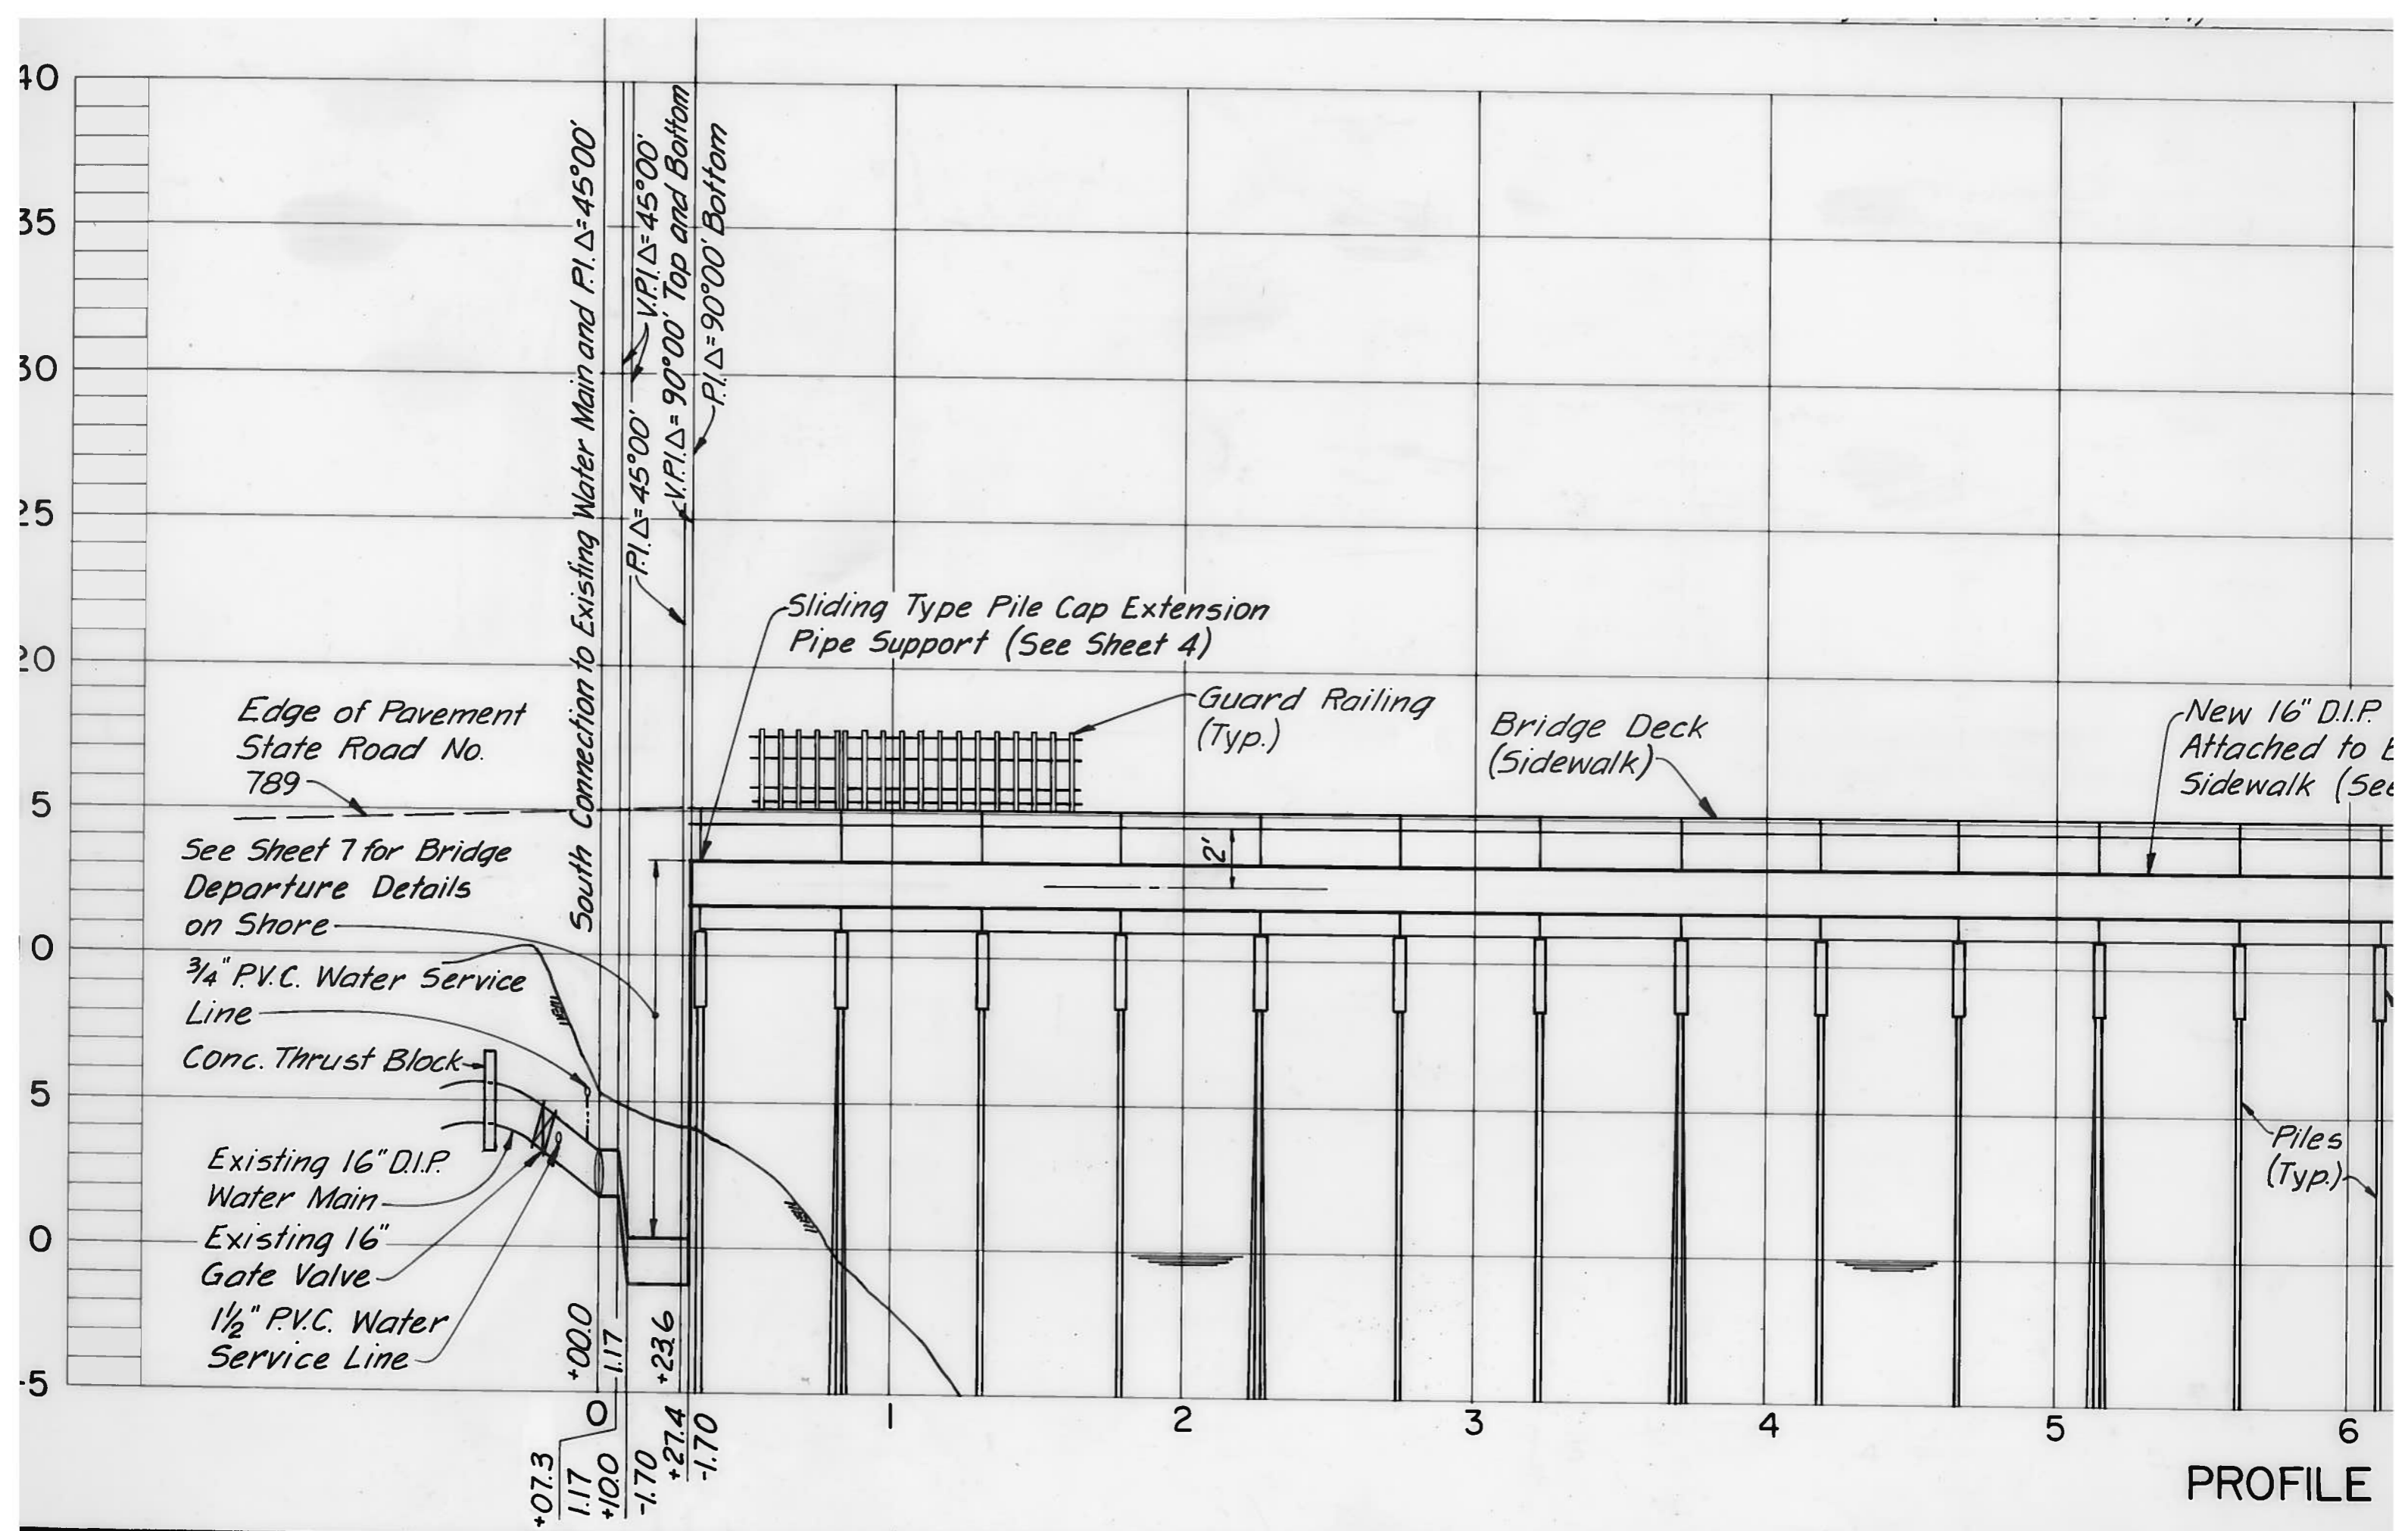 40
35
30
25
20
5
0
5
0
-5
South Connection to Existing Water Main and P.I. Δ=45°00'
V.P.I. Δ=45°00'
P.I. Δ=45°00'
V.P.I. Δ=90°00' Top and Bottom
P.I. Δ=90°00' Bottom
Sliding Type Pile Cap Extension
Pipe Support (See Sheet 4)
Guard Railing
(Typ.)
Bridge Deck
(Sidewalk)
New 16" D.I.P.
Attached to
Sidewalk (See
Edge of Pavement
State Road No.
789
2'
See Sheet 7 for Bridge
Departure Details
on Shore
3/4" P.V.C. Water Service
Line
Conc. Thrust Block
Existing 16" D.I.P.
Water Main
Existing 16"
Gate Valve
1½" P.V.C. Water
Service Line
Piles
(Typ.)
+00.0
1.17
+23.6
-1.70
+27.4
-1.70
+07.3
1.17
+10.0
0
1
2
3
4
5
6
PROFILE